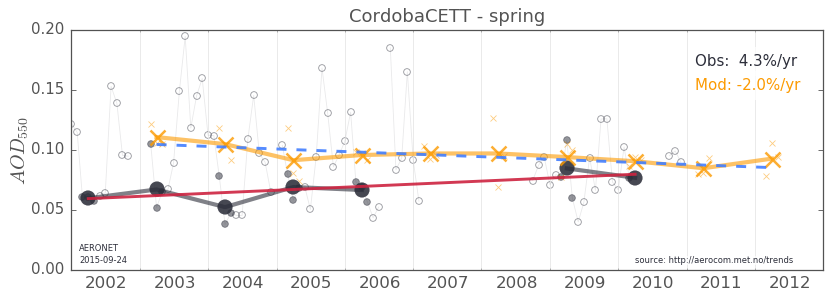 CordobaCETT - spring
0.20
0.15
0.10
0.05
0.00
AOD550
Obs: 4.3%/yr
Mod: -2.0%/yr
AERONET
2015-09-24
source: http://aerocom.met.no/trends
2002 2003 2004 2005 2006 2007 2008 2009 2010 2011 2012